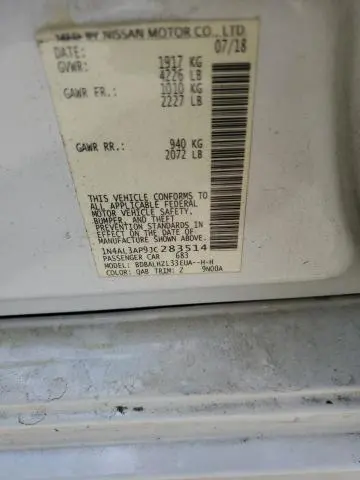 MFD BY NISSAN MOTOR CO., LTD
DATE: 07/18
GVWR: 1917 KG
4226 LB
GAWR FR: 1010 KG
2227 LB
GAWR RR: 940 KG
2072 LB
THIS VEHICLE CONFORMS TO
ALL APPLICABLE FEDERAL
MOTOR VEHICLE SAFETY,
BUMPER, AND THEFT
PREVENTION STANDARDS IN
EFFECT ON THE DATE OF
MANUFACTURE SHOWN ABOVE.
1N4AL3AP9JC283514
PASSENGER CAR 683
MODEL: BDBALHZL33EUA--H-H
COLOR: QAB TRIM: Z 9N00A